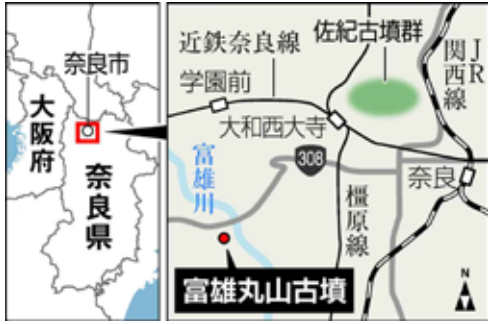 奈良市
大阪府
奈良県
近鉄奈良線
佐紀古墳群
JR
関西線
学園前
大和西大寺
富雄川
308
橿原線
奈良
富雄丸山古墳
N